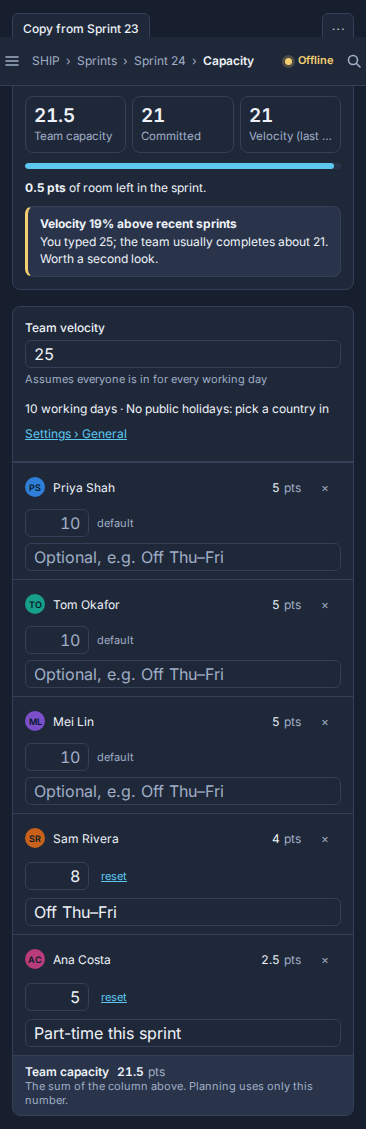 Copy from Sprint 23
...
SHIP › Sprints › Sprint 24 › Capacity
Offline
21.5
Team capacity
21
Committed
21
Velocity (last ...
0.5 pts of room left in the sprint.
Velocity 19% above recent sprints
You typed 25; the team usually completes about 21.
Worth a second look.
Team velocity
25
Assumes everyone is in for every working day
10 working days · No public holidays: pick a country in
Settings › General
PS Priya Shah 5 pts ×
10 default
Optional, e.g. Off Thu–Fri
TO Tom Okafor 5 pts ×
10 default
Optional, e.g. Off Thu–Fri
ML Mei Lin 5 pts ×
10 default
Optional, e.g. Off Thu–Fri
SR Sam Rivera 4 pts ×
8 reset
Off Thu–Fri
AC Ana Costa 2.5 pts ×
5 reset
Part-time this sprint
Team capacity 21.5 pts
The sum of the column above. Planning uses only this
number.